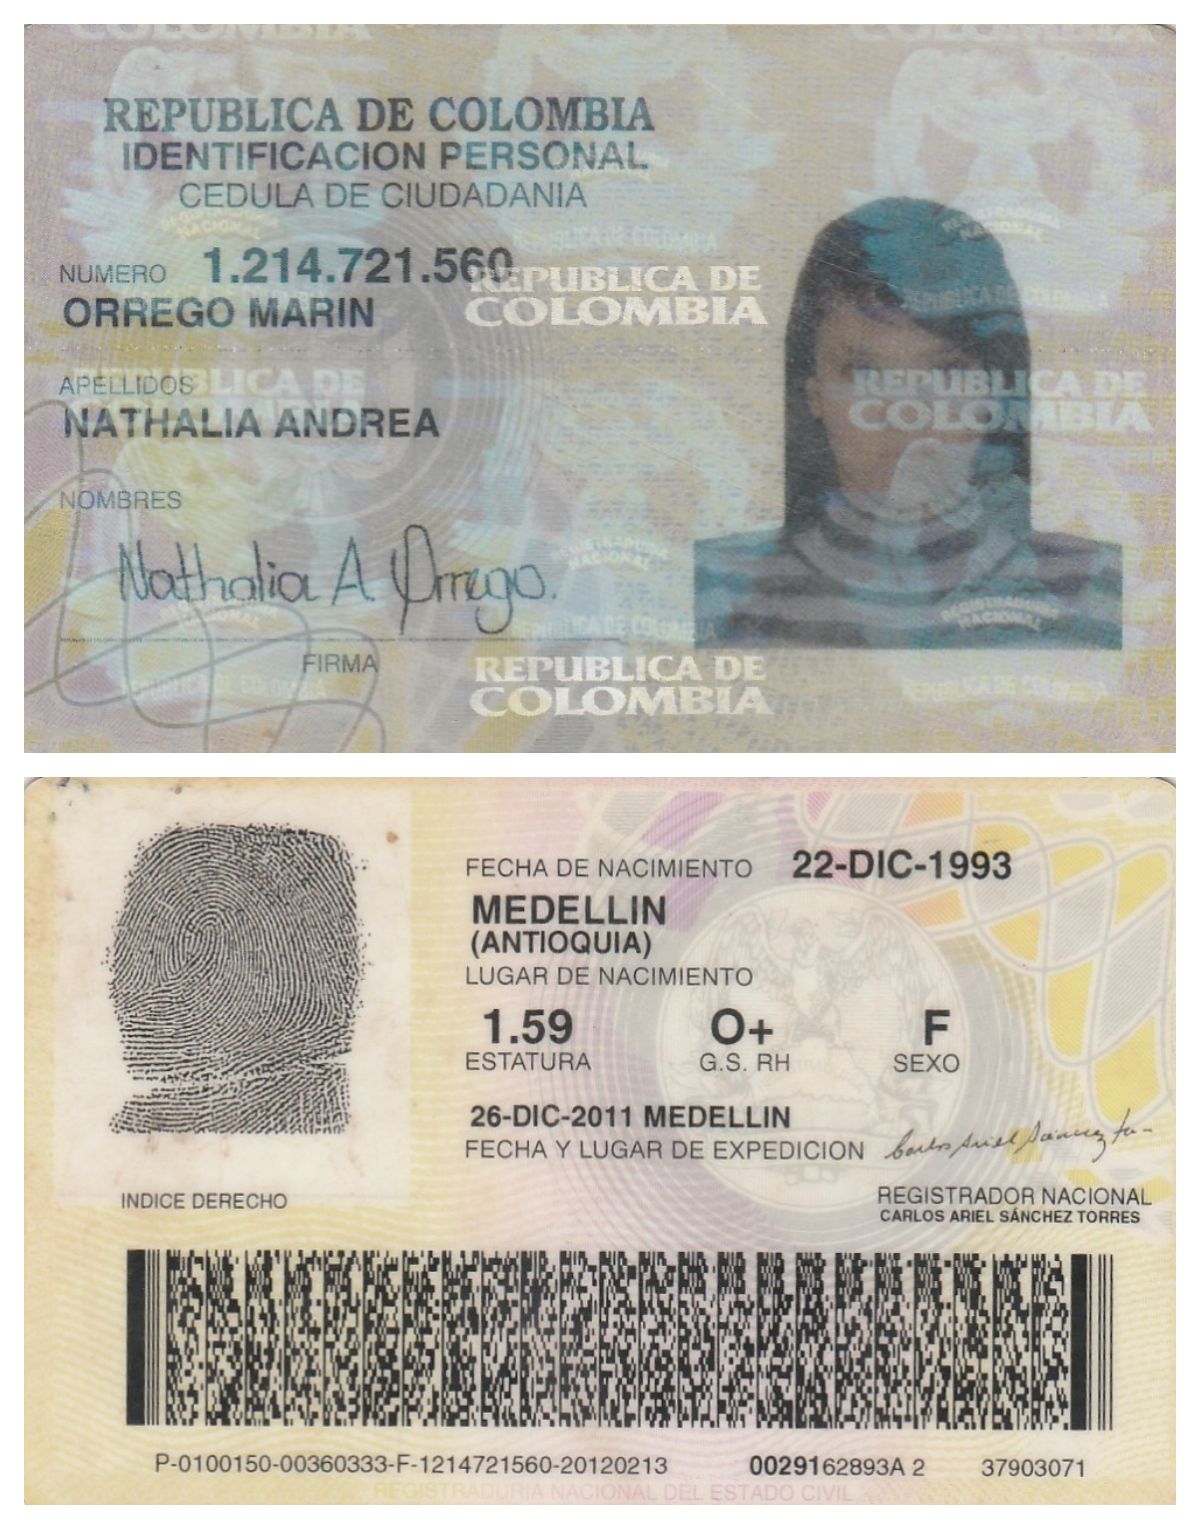 REPUBLICA DE COLOMBIA
IDENTIFICACION PERSONAL
CEDULA DE CIUDADANIA
NUMERO 1.214.721.560
ORREGO MARIN
APELLIDOS
NATHALIA ANDREA
NOMBRES
Nathalia A. Orrego.
FIRMA
REPUBLICA DE
COLOMBIA
REPUBLICA DE
COLOMBIA
REPUBLICA DE
COLOMBIA
REGISTRADURIA
NACIONAL
FECHA DE NACIMIENTO 22-DIC-1993
MEDELLIN
(ANTIOQUIA)
LUGAR DE NACIMIENTO
1.59 O+ F
ESTATURA G.S. RH SEXO
26-DIC-2011 MEDELLIN
FECHA Y LUGAR DE EXPEDICION
Carlos Ariel Sánchez
INDICE DERECHO
REGISTRADOR NACIONAL
CARLOS ARIEL SÁNCHEZ TORRES
P-0100150-00360333-F-1214721560-20120213 0029162893A 2 37903071
REGISTRADURIA NACIONAL DEL ESTADO CIVIL